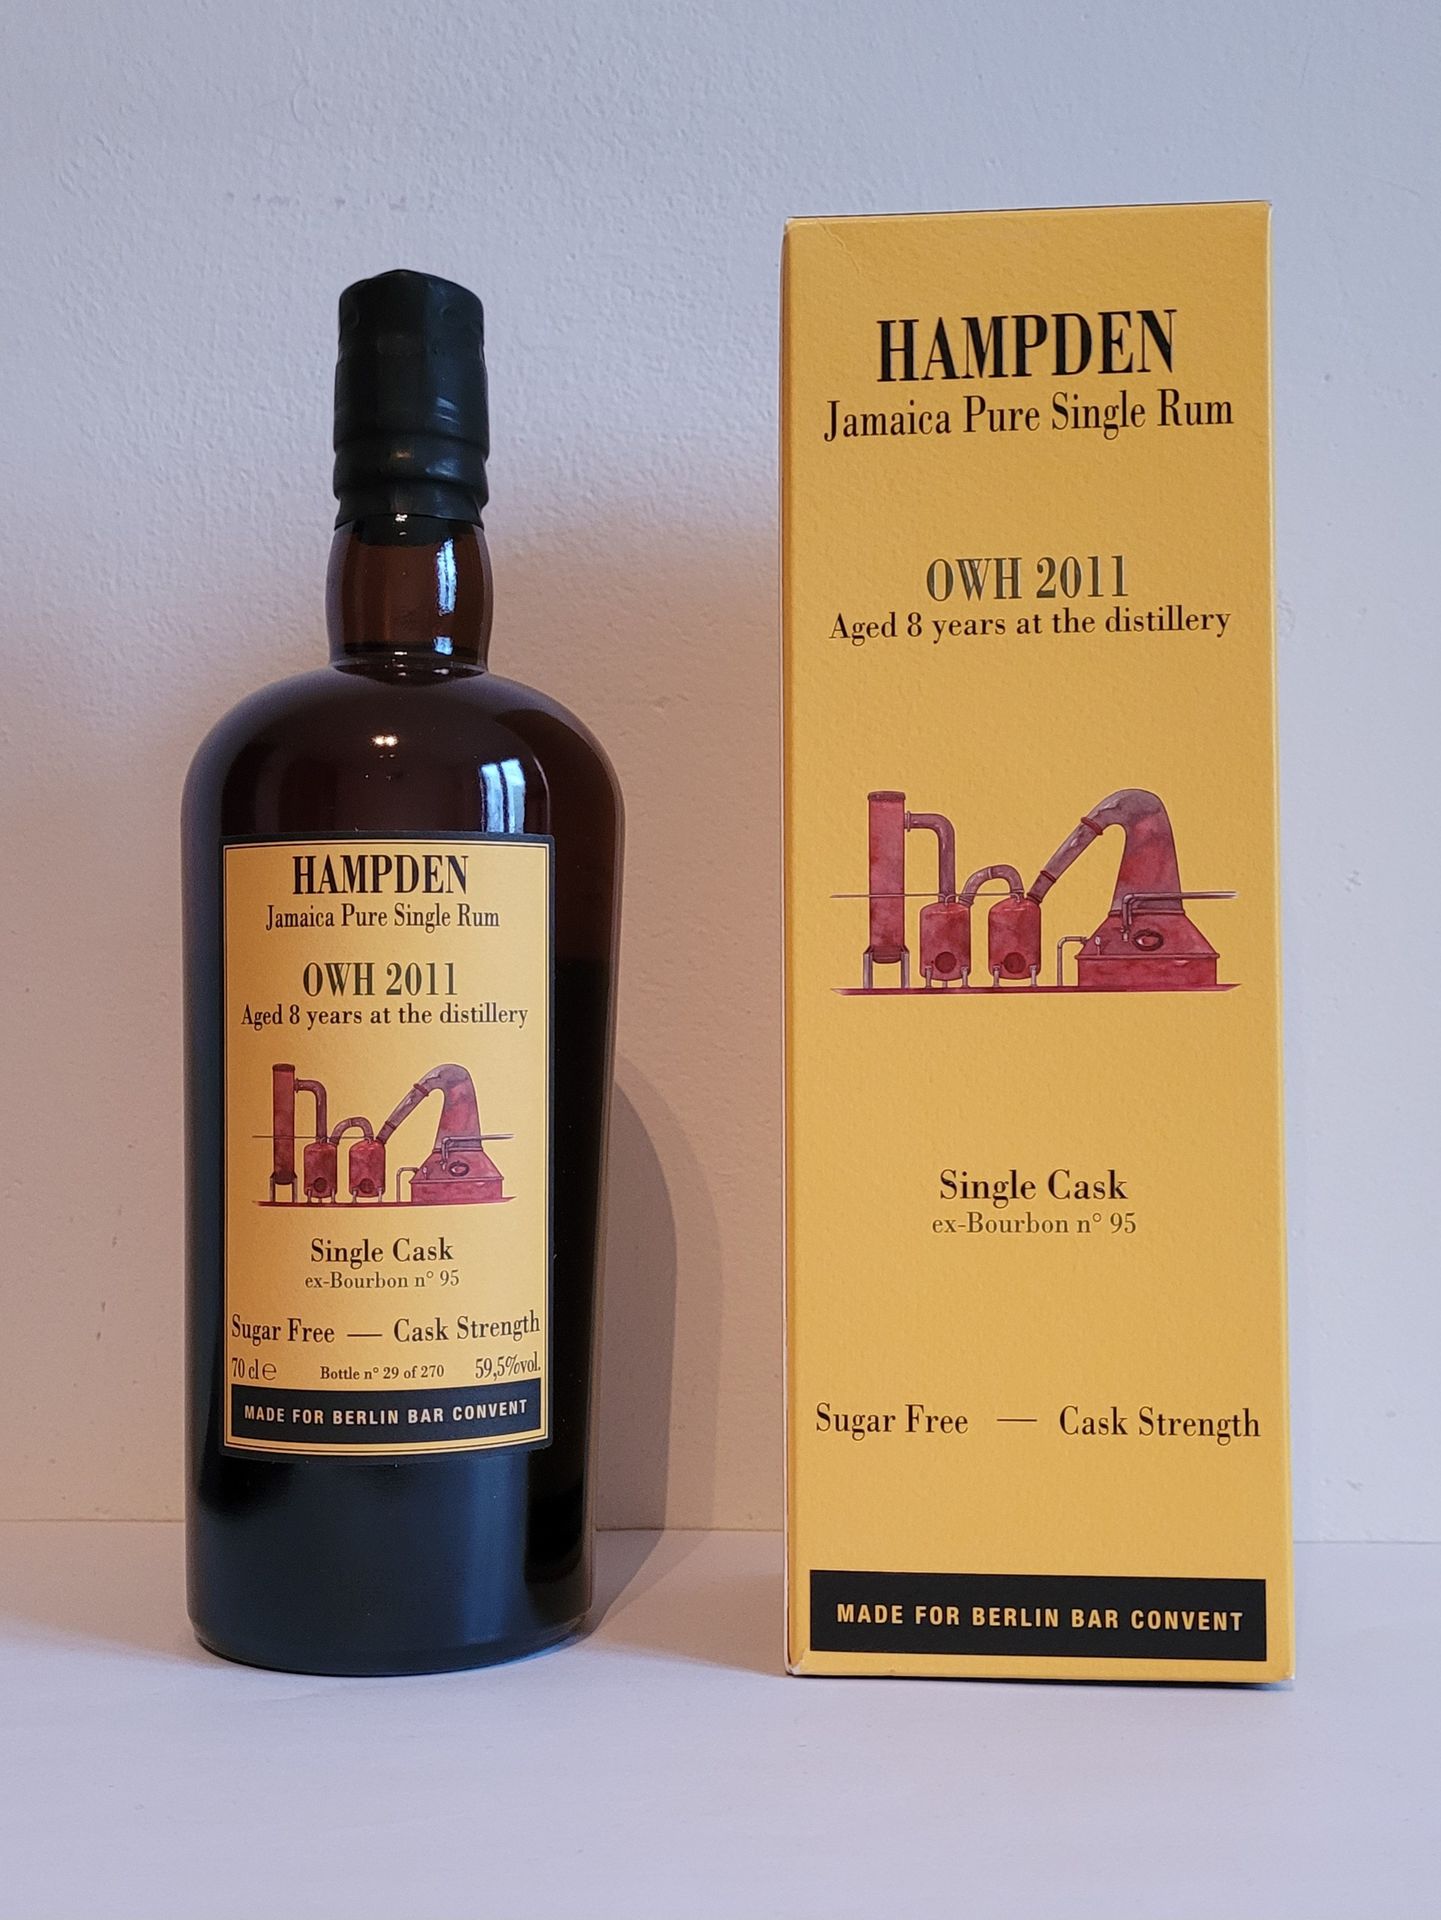 HAMPDEN
Jamaica Pure Single Rum
OWH 2011
Aged 8 years at the distillery
Single Cask
ex-Bourbon n° 95
Sugar Free — Cask Strength
70 cl ℮ Bottle n° 29 of 270 59,5%vol.
MADE FOR BERLIN BAR CONVENT
HAMPDEN
Jamaica Pure Single Rum
OWH 2011
Aged 8 years at the distillery
Single Cask
ex-Bourbon n° 95
Sugar Free — Cask Strength
MADE FOR BERLIN BAR CONVENT